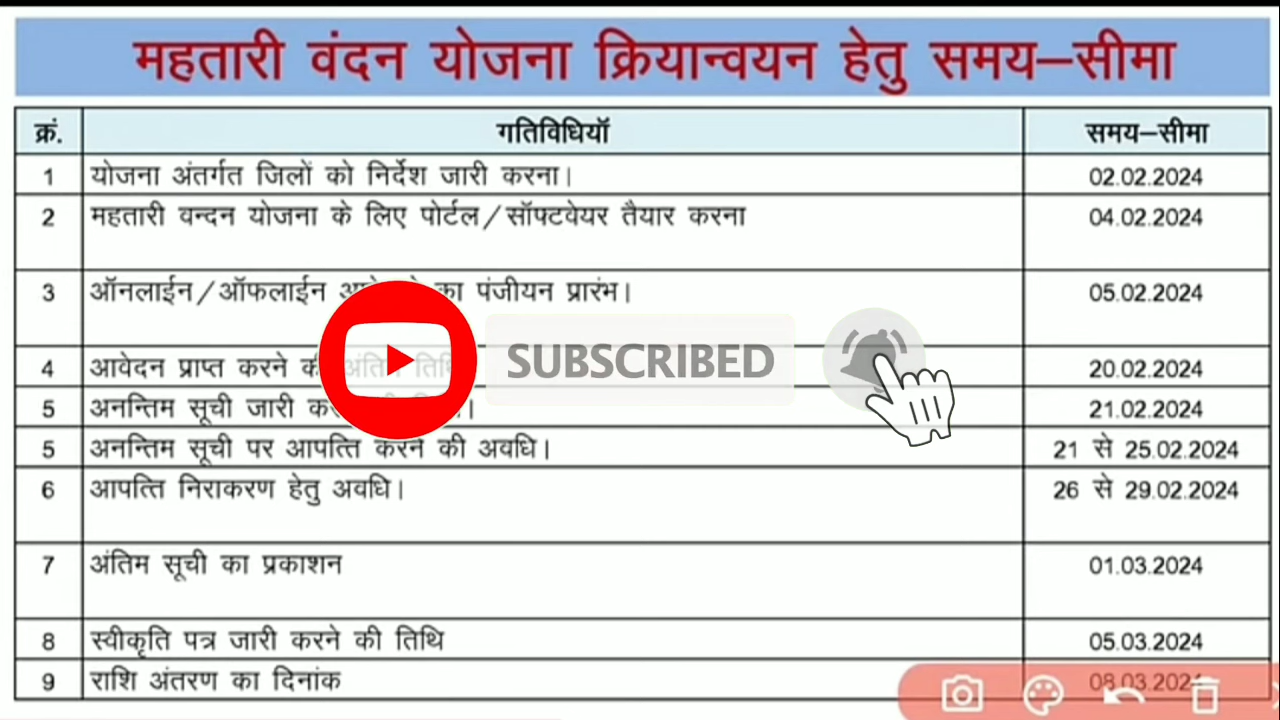 महतारी वंदन योजना क्रियान्वयन हेतु समय–सीमा
क्रं. गतिविधियॉ समय–सीमा
1 योजना अंतर्गत जिलों को निर्देश जारी करना। 02.02.2024
2 महतारी वन्दन योजना के लिए पोर्टल/सॉफ्टवेयर तैयार करना 04.02.2024
3 ऑनलाईन/ऑफलाईन का पंजीयन प्रारंभ। 05.02.2024
SUBSCRIBED
4 आवेदन प्राप्त करने की अंतिम तिथि 20.02.2024
5 अनन्तिम सूची जारी 21.02.2024
5 अनन्तिम सूची पर आपत्ति करने की अवधि। 21 से 25.02.2024
6 आपत्ति निराकरण हेतु अवधि। 26 से 29.02.2024
7 अंतिम सूची का प्रकाशन 01.03.2024
8 स्वीकृति पत्र जारी करने की तिथि 05.03.2024
9 राशि अंतरण का दिनांक 08.03.2024